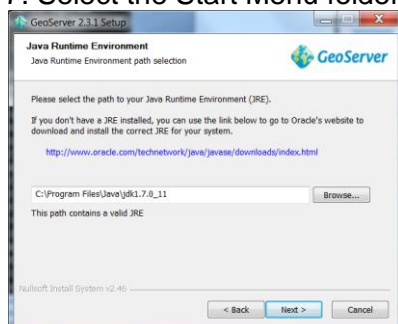 7. Select the Start Menu folder
GeoServer 2.3.1 Setup
Java Runtime Environment
Java Runtime Environment path selection
GeoServer
Please select the path to your Java Runtime Environment (JRE).
If you don't have a JRE installed, you can use the link below to go to Oracle's website to
download and install the correct JRE for your system.
http://www.oracle.com/technetwork/java/javase/downloads/index.html
C:\Program Files\Java\jdk1.7.0_11
Browse...
This path contains a valid JRE
Nullsoft Install System v2.46
< Back Next > Cancel